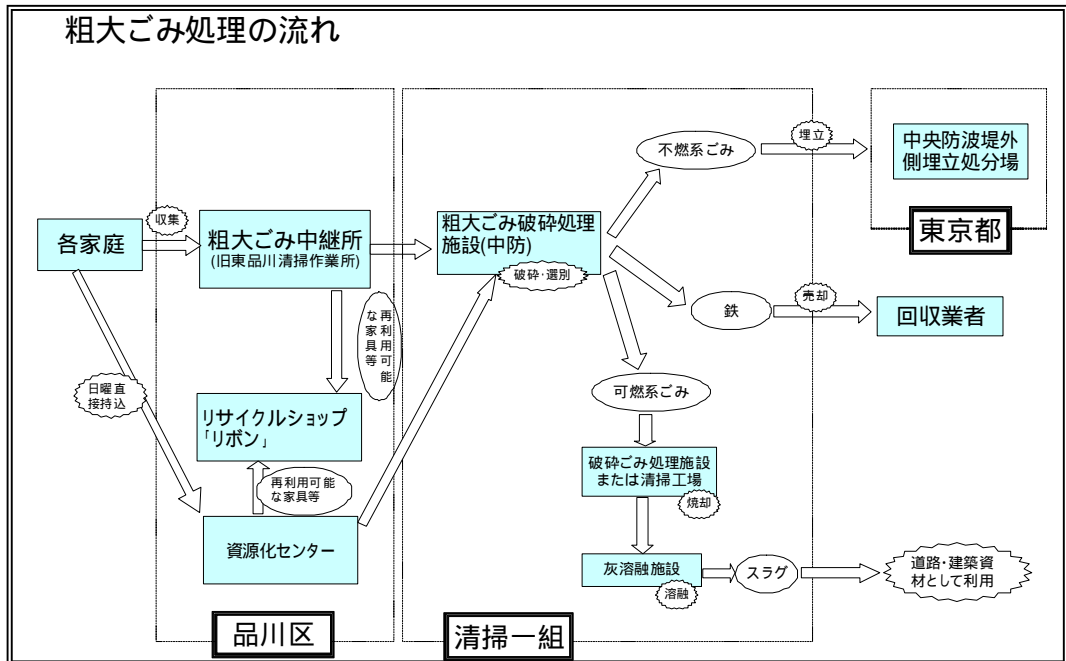 粗大ごみ処理の流れ
各家庭
収集
粗大ごみ中継所
(旧東品川清掃作業所)
再利用可能
な家具等
日曜直
接持込
リサイクルショップ
「リボン」
再利用可能
な家具等
資源化センター
品川区
粗大ごみ破砕処理
施設(中防)
破砕・選別
不燃系ごみ
埋立
中央防波堤外
側埋立処分場
東京都
鉄
売却
回収業者
可燃系ごみ
破砕ごみ処理施設
または清掃工場
焼却
灰溶融施設
溶融
スラグ
道路・建築資
材として利用
清掃一組